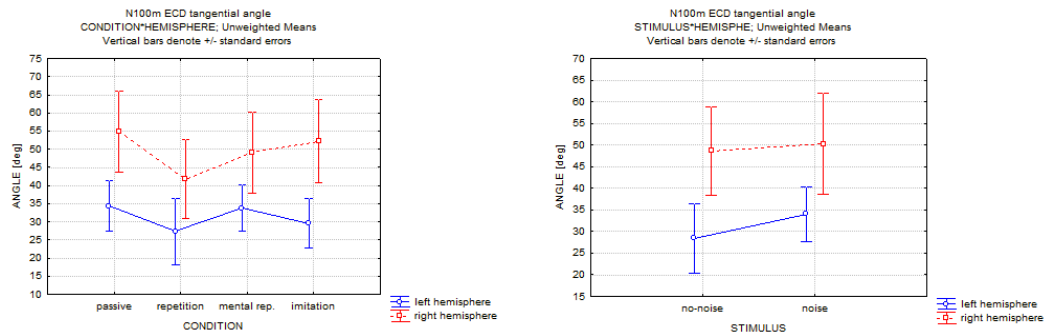 N100m ECD tangential angle
CONDITION*HEMISPHERE; Unweighted Means
Vertical bars denote +/- standard errors
75
70
65
60
55
50
45
40
35
30
25
20
15
10
ANGLE [deg]
passive
repetition
mental rep.
imitation
CONDITION
left hemisphere
right hemisphere
N100m ECD tangential angle
STIMULUS*HEMISPHE; Unweighted Means
Vertical bars denote +/- standard errors
70
65
60
55
50
45
40
35
30
25
20
15
ANGLE [deg]
no-noise
noise
STIMULUS
left hemisphere
right hemisphere